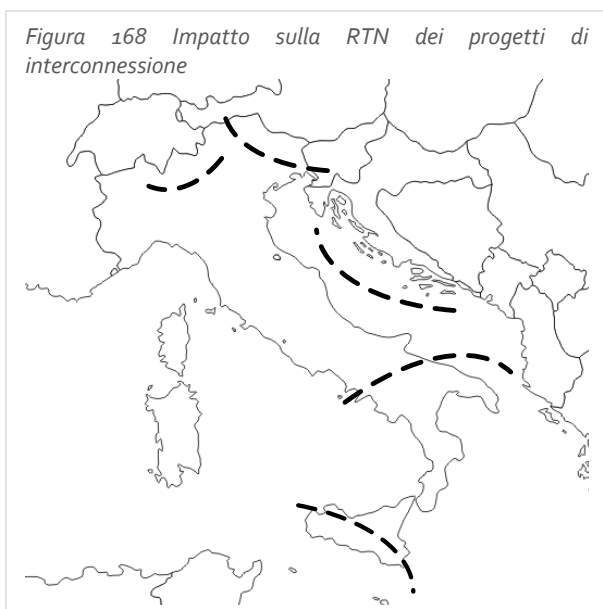 Figura 168 Impatto sulla RTN dei progetti di
interconnessione